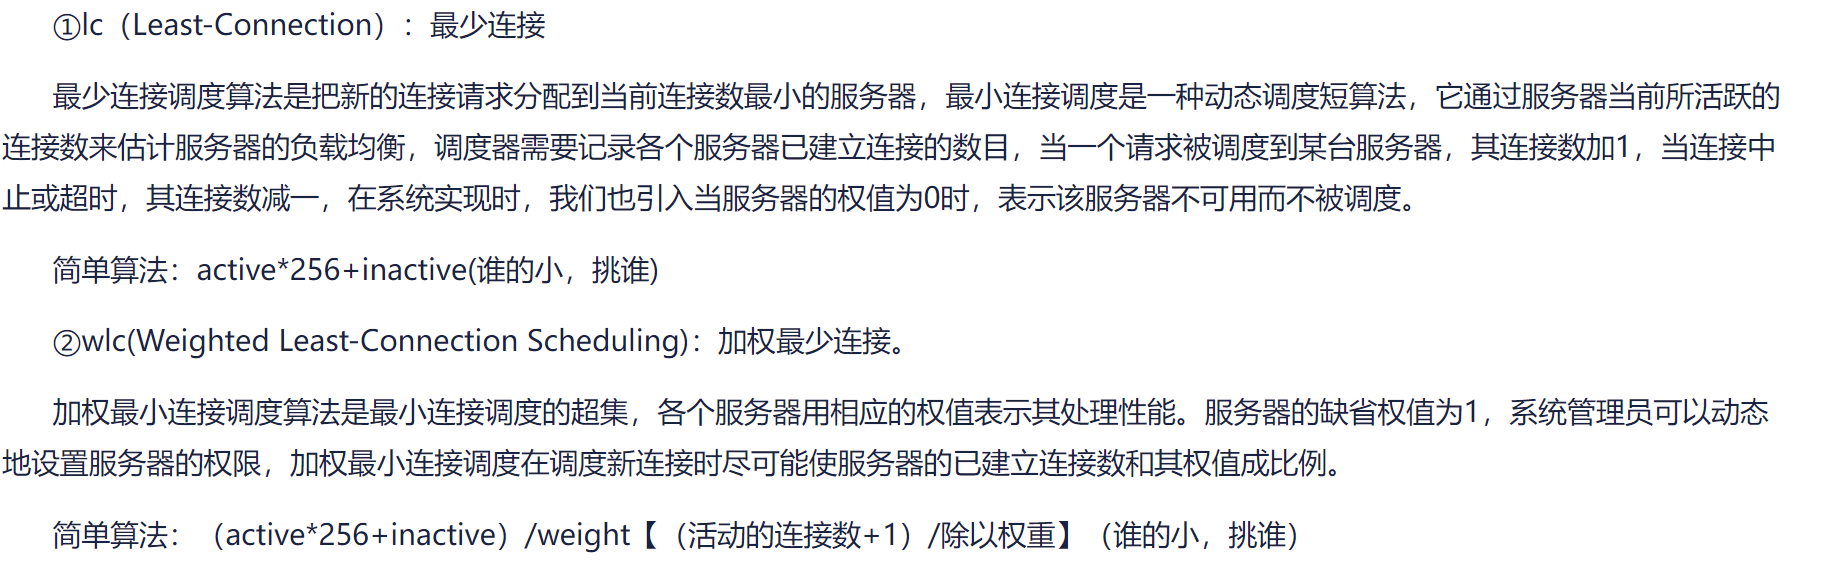 ①lc（Least-Connection）：最少连接
最少连接调度算法是把新的连接请求分配到当前连接数最小的服务器，最小连接调度是一种动态调度短算法，它通过服务器当前所活跃的
连接数来估计服务器的负载均衡，调度器需要记录各个服务器已建立连接的数目，当一个请求被调度到某台服务器，其连接数加1，当连接中
止或超时，其连接数减一，在系统实现时，我们也引入当服务器的权值为0时，表示该服务器不可用而不被调度。
简单算法：active*256+inactive(谁的小，挑谁)
②wlc(Weighted Least-Connection Scheduling)：加权最少连接。
加权最小连接调度算法是最小连接调度的超集，各个服务器用相应的权值表示其处理性能。服务器的缺省权值为1，系统管理员可以动态
地设置服务器的权限，加权最小连接调度在调度新连接时尽可能使服务器的已建立连接数和其权值成比例。
简单算法：（active*256+inactive）/weight【（活动的连接数+1）/除以权重】（谁的小，挑谁）